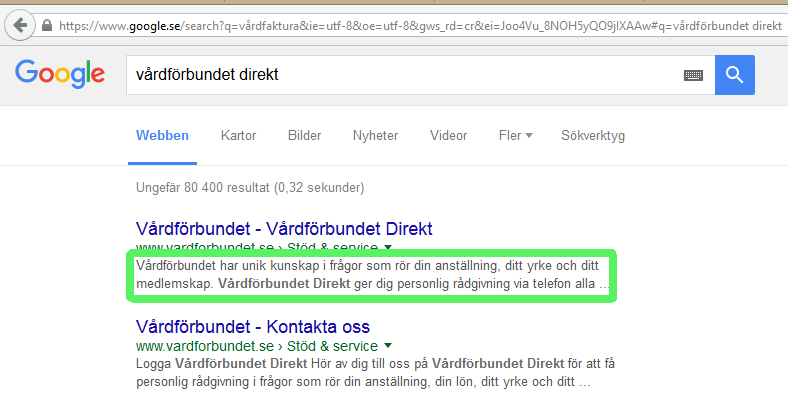 https://www.google.se/search?q=vårdfaktura&ie=utf-8&oe=utf-8&gws_rd=cr&ei=Joo4Vu_8NOH5yQO9jIXAAw#q=vårdförbundet direkt
Google
vårdförbundet direkt
Webben Kartor Bilder Nyheter Videor Fler Sökverktyg
Ungefär 80 400 resultat (0,32 sekunder)
Vårdförbundet - Vårdförbundet Direkt
www.vardforbundet.se › Stöd & service
Vårdförbundet har unik kunskap i frågor som rör din anställning, ditt yrke och ditt
medlemskap. Vårdförbundet Direkt ger dig personlig rådgivning via telefon alla ...
Vårdförbundet - Kontakta oss
www.vardforbundet.se › Stöd & service
Logga Vårdförbundet Direkt Hör av dig till oss på Vårdförbundet Direkt för att få
personlig rådgivning i frågor som rör din anställning, din lön, ditt yrke och ditt ...